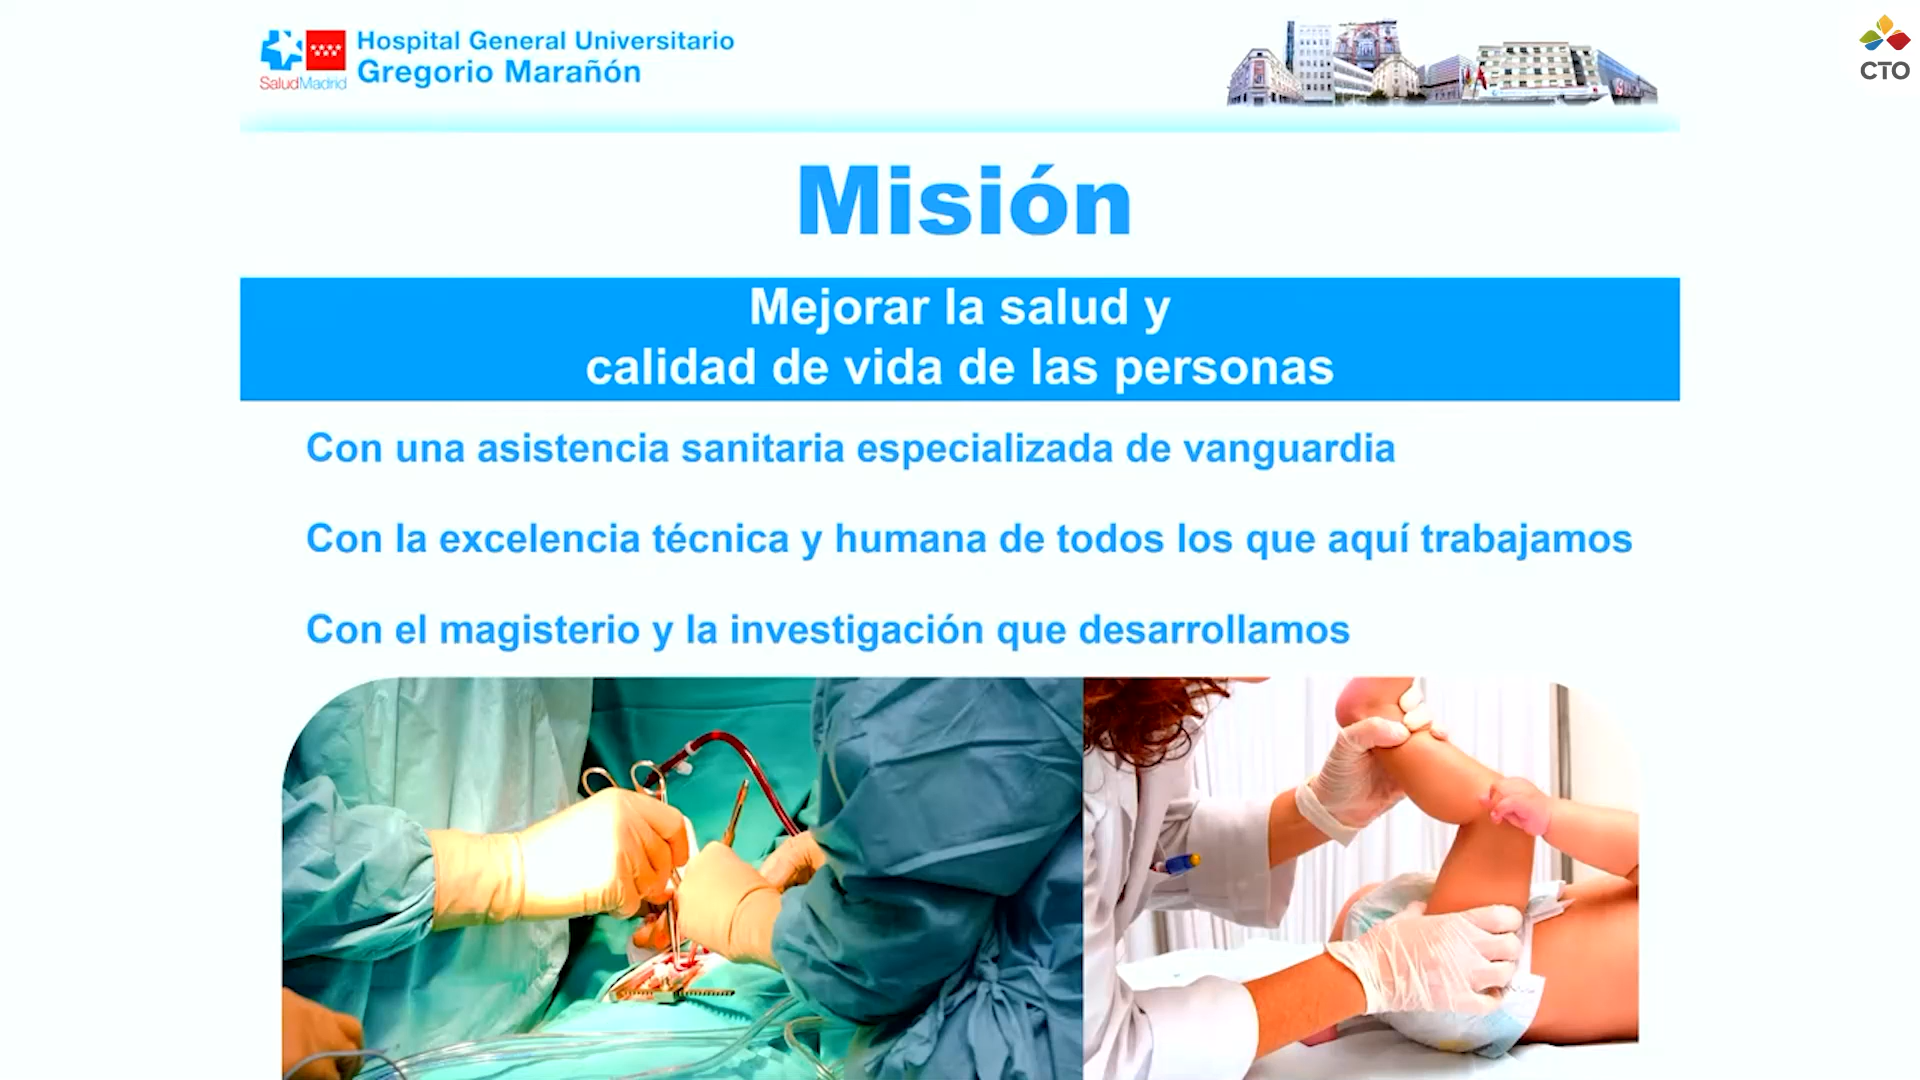 Hospital General Universitario
Gregorio Marañón
SaludMadrid
CTO
Misión
Mejorar la salud y
calidad de vida de las personas
Con una asistencia sanitaria especializada de vanguardia
Con la excelencia técnica y humana de todos los que aquí trabajamos
Con el magisterio y la investigación que desarrollamos